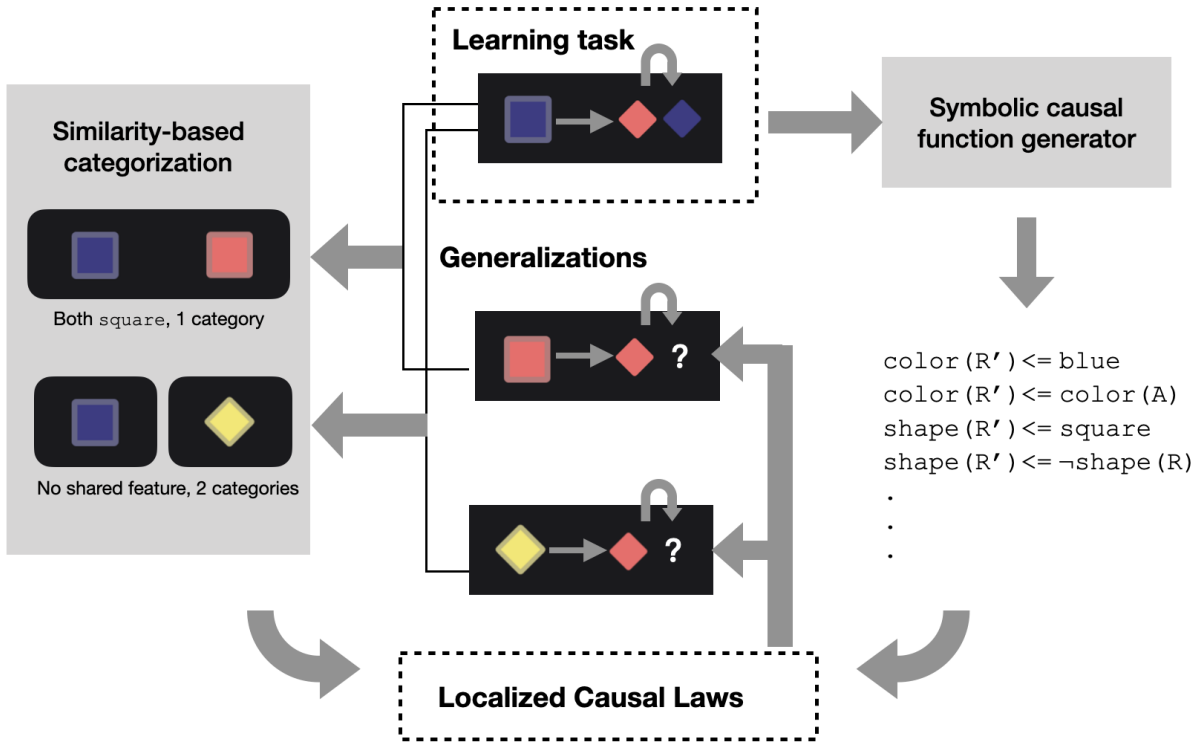 Learning task
Similarity-based
categorization
Both square, 1 category
No shared feature, 2 categories
Generalizations
?
?
Symbolic causal
function generator
color(R′)<= blue
color(R′)<= color(A)
shape(R′)<= square
shape(R′)<= ¬shape(R)
.
.
.
Localized Causal Laws